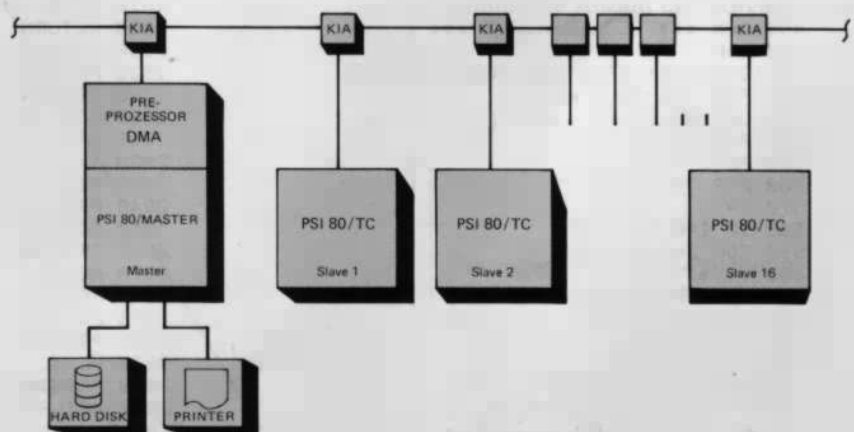 KIA
KIA
KIA
KIA
PRE-
PROZESSOR
DMA
PSI 80/MASTER
Master
PSI 80/TC
Slave 1
PSI 80/TC
Slave 2
PSI 80/TC
Slave 16
HARD DISK
PRINTER